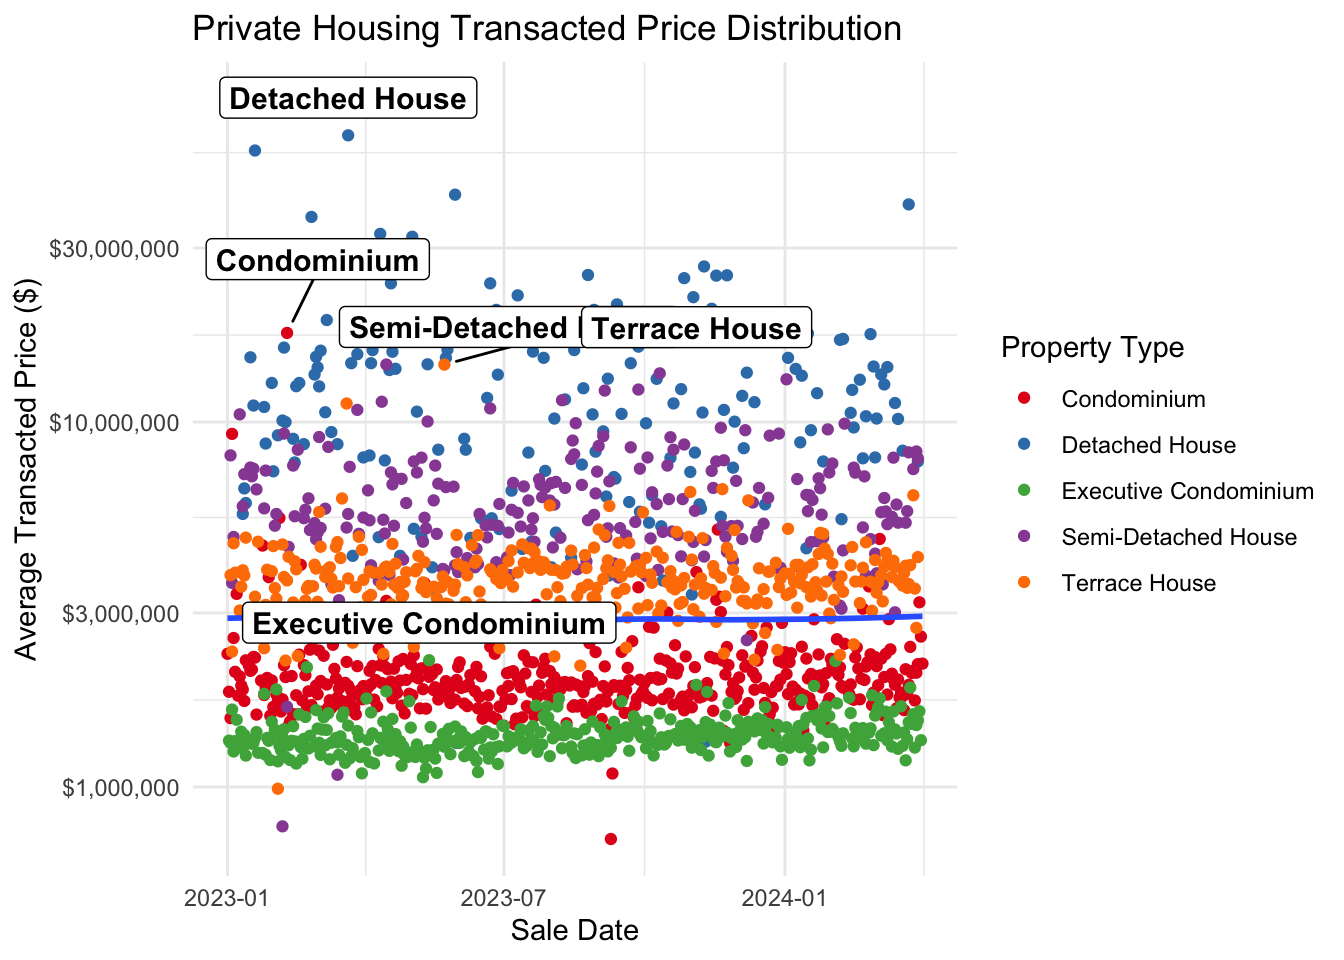 Private Housing Transacted Price Distribution
Detached House
Condominium
Semi-Detached
Terrace House
Executive Condominium
Average Transacted Price ($)
$30,000,000
$10,000,000
$3,000,000
$1,000,000
2023-01
2023-07
2024-01
Sale Date
Property Type
Condominium
Detached House
Executive Condominium
Semi-Detached House
Terrace House